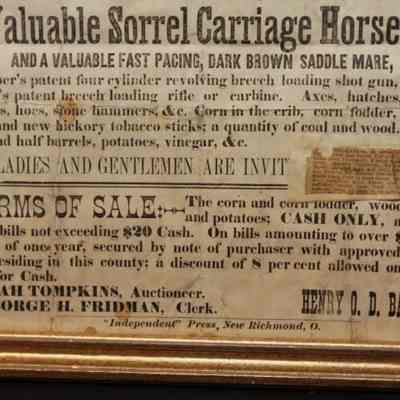 Valuable Sorrel Carriage Horse
AND A VALUABLE FAST PACING, DARK BROWN SADDLE MARE,
per's patent four cylinder revolving breech loading shot gun,
's patent breech loading rifle or carbine. Axes, hatches,
s, hoes, stone hammers, &c. Corn in the crib, corn fodder,
and new hickory tobacco sticks; a quantity of coal and wood.
nd half barrels, potatoes, vinegar, &c.
LADIES AND GENTLEMEN ARE INVIT
RMS OF SALE:
The corn and corn fodder, wood
and potatoes; CASH ONLY, a
bills not exceeding $20 Cash. On bills amounting to over $
of one year, secured by note of purchaser with approved
residing in this county; a discount of 8 per cent allowed on
for Cash.
AH TOMPKINS, Auctioneer.
EORGE H. FRIDMAN, Clerk.
HENRY O. D. BA
"Independent" Press, New Richmond, O.